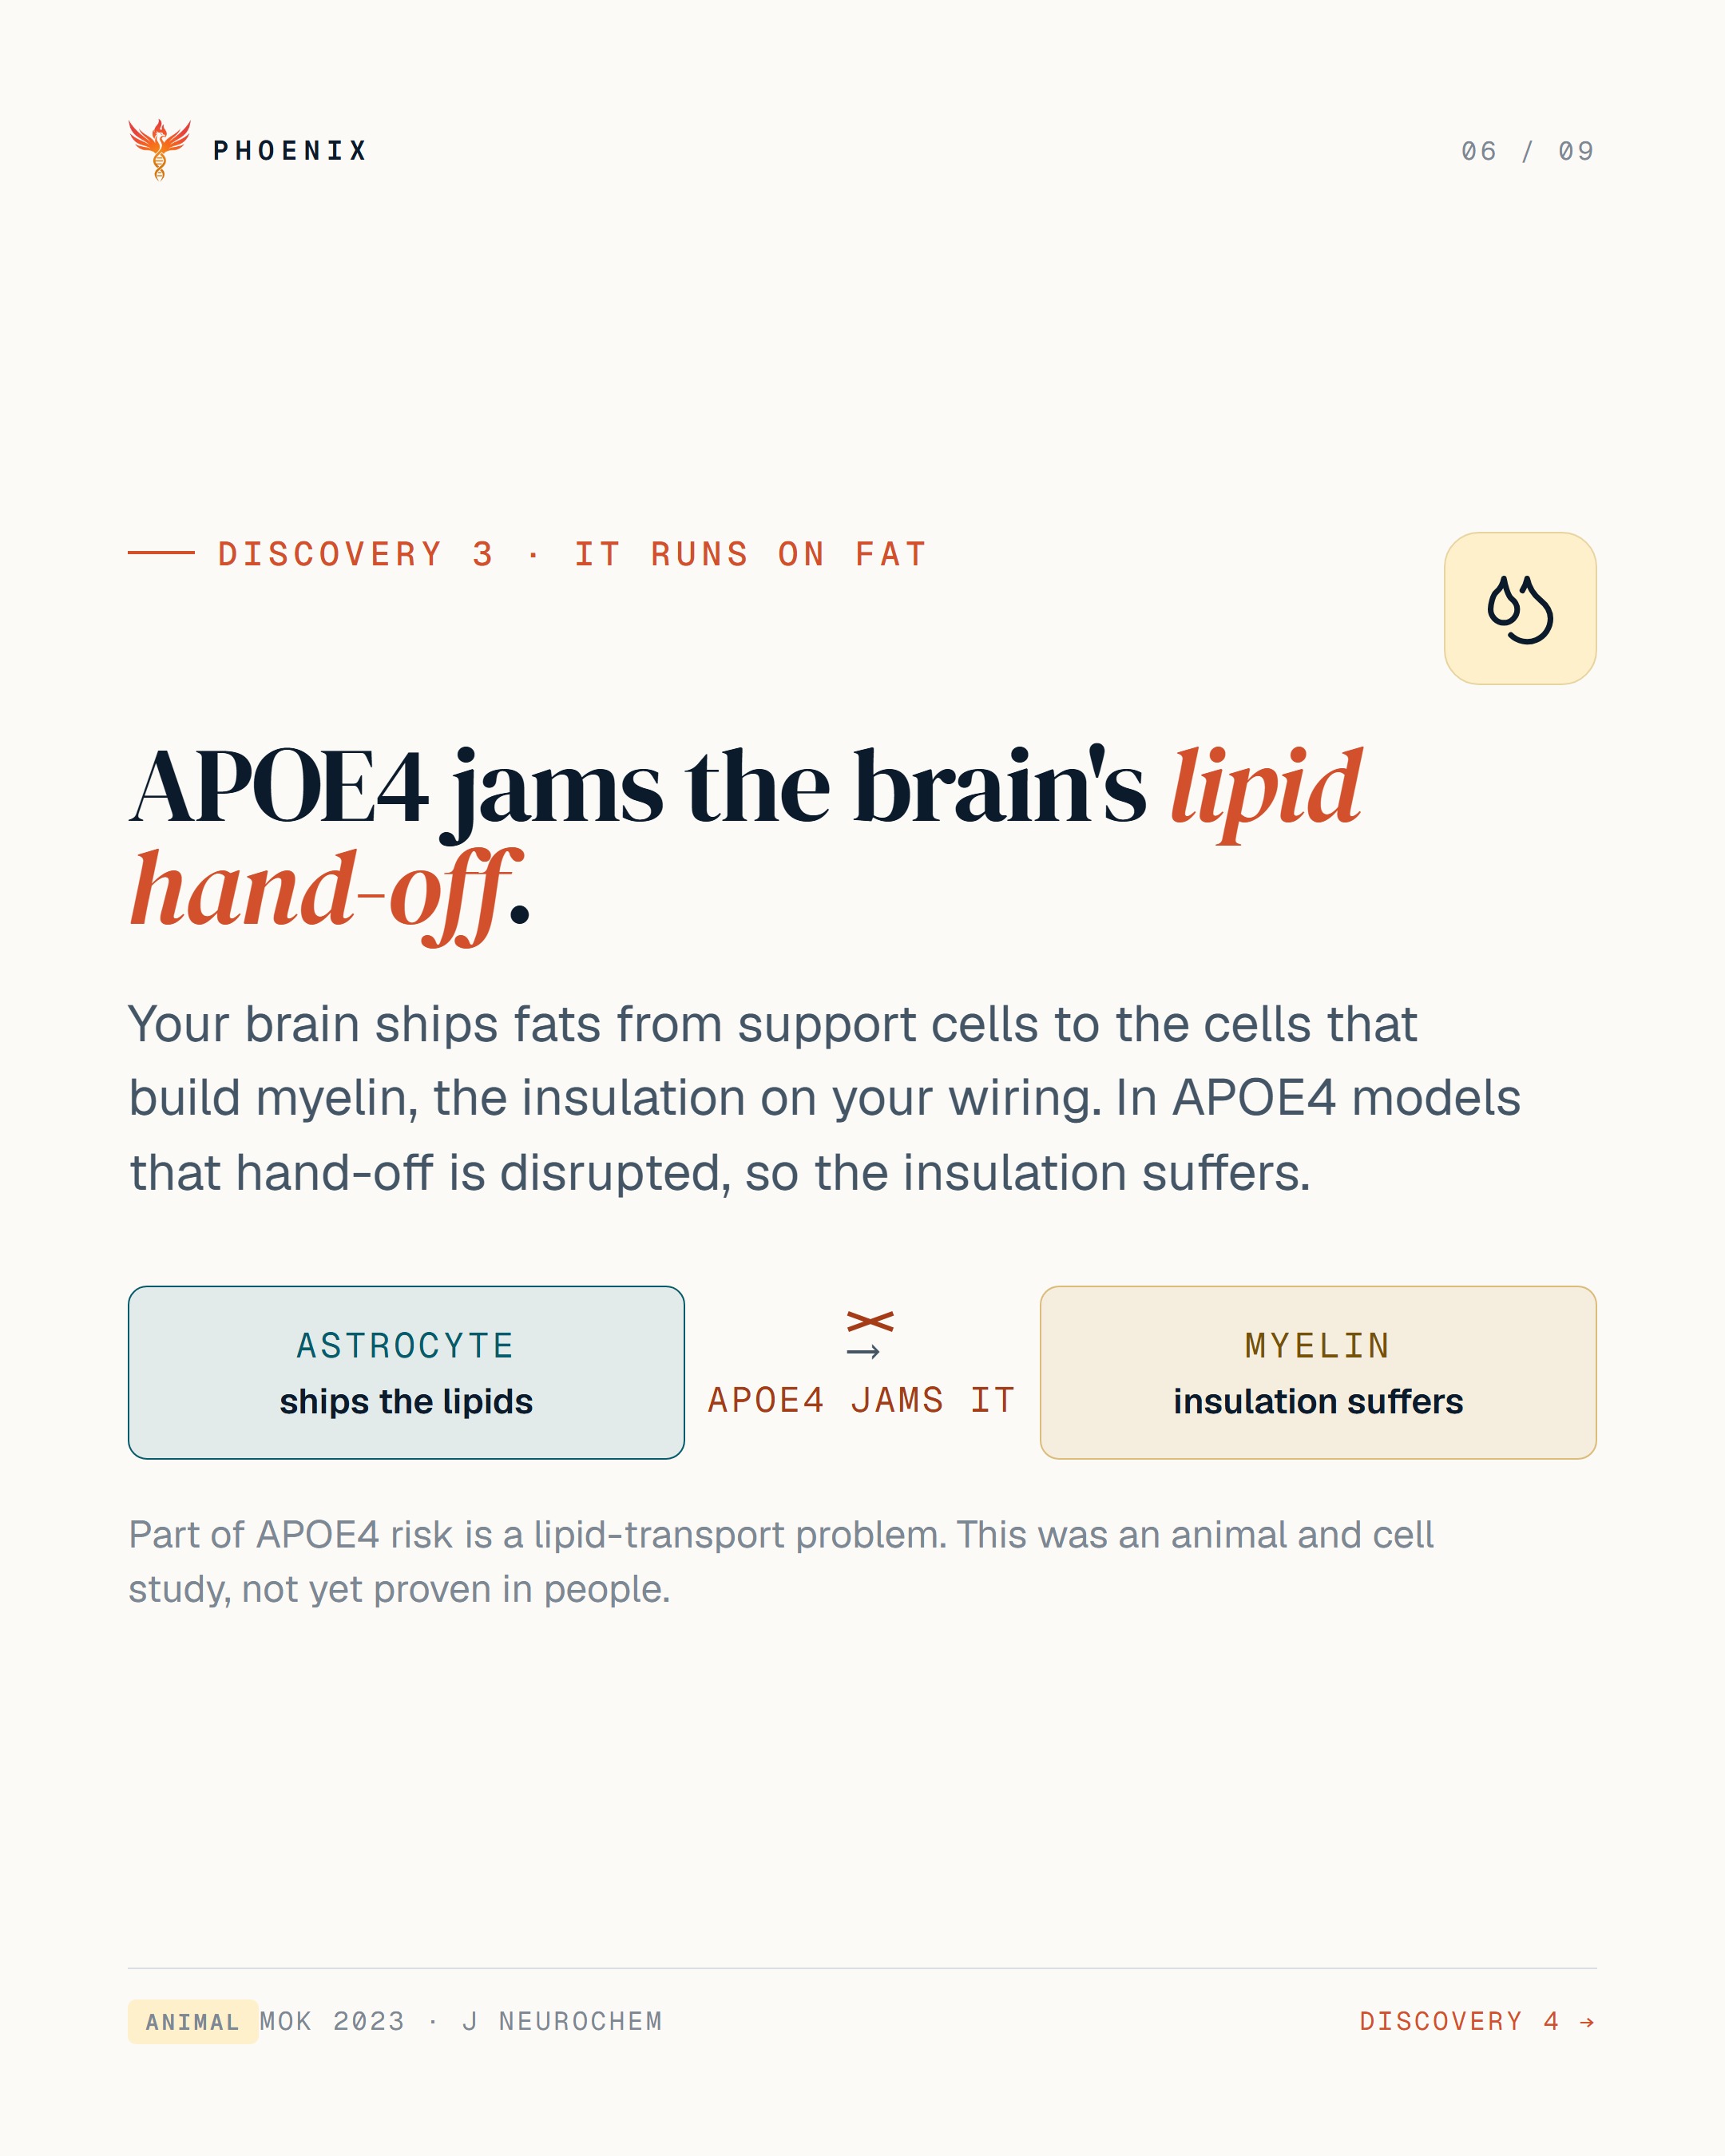 PHOENIX
06 / 09
DISCOVERY 3 · IT RUNS ON FAT
APOE4 jams the brain's lipid
hand-off.
Your brain ships fats from support cells to the cells that
build myelin, the insulation on your wiring. In APOE4 models
that hand-off is disrupted, so the insulation suffers.
ASTROCYTE
ships the lipids
→
APOE4 JAMS IT
MYELIN
insulation suffers
Part of APOE4 risk is a lipid-transport problem. This was an animal and cell
study, not yet proven in people.
ANIMAL MOK 2023 · J NEUROCHEM
DISCOVERY 4 →